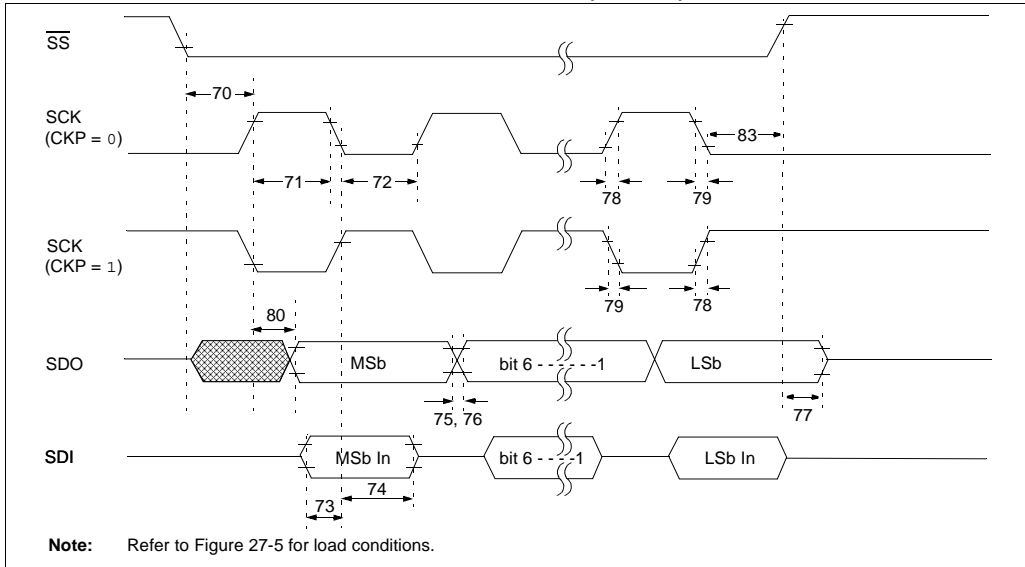 SS
70
SCK
(CKP = 0)
83
71
72
78
79
SCK
(CKP = 1)
79
78
80
SDO
MSb
bit 6 - - - - - -1
LSb
75, 76
77
SDI
MSb In
bit 6 - - - -1
LSb In
74
73
Note: Refer to Figure 27-5 for load conditions.